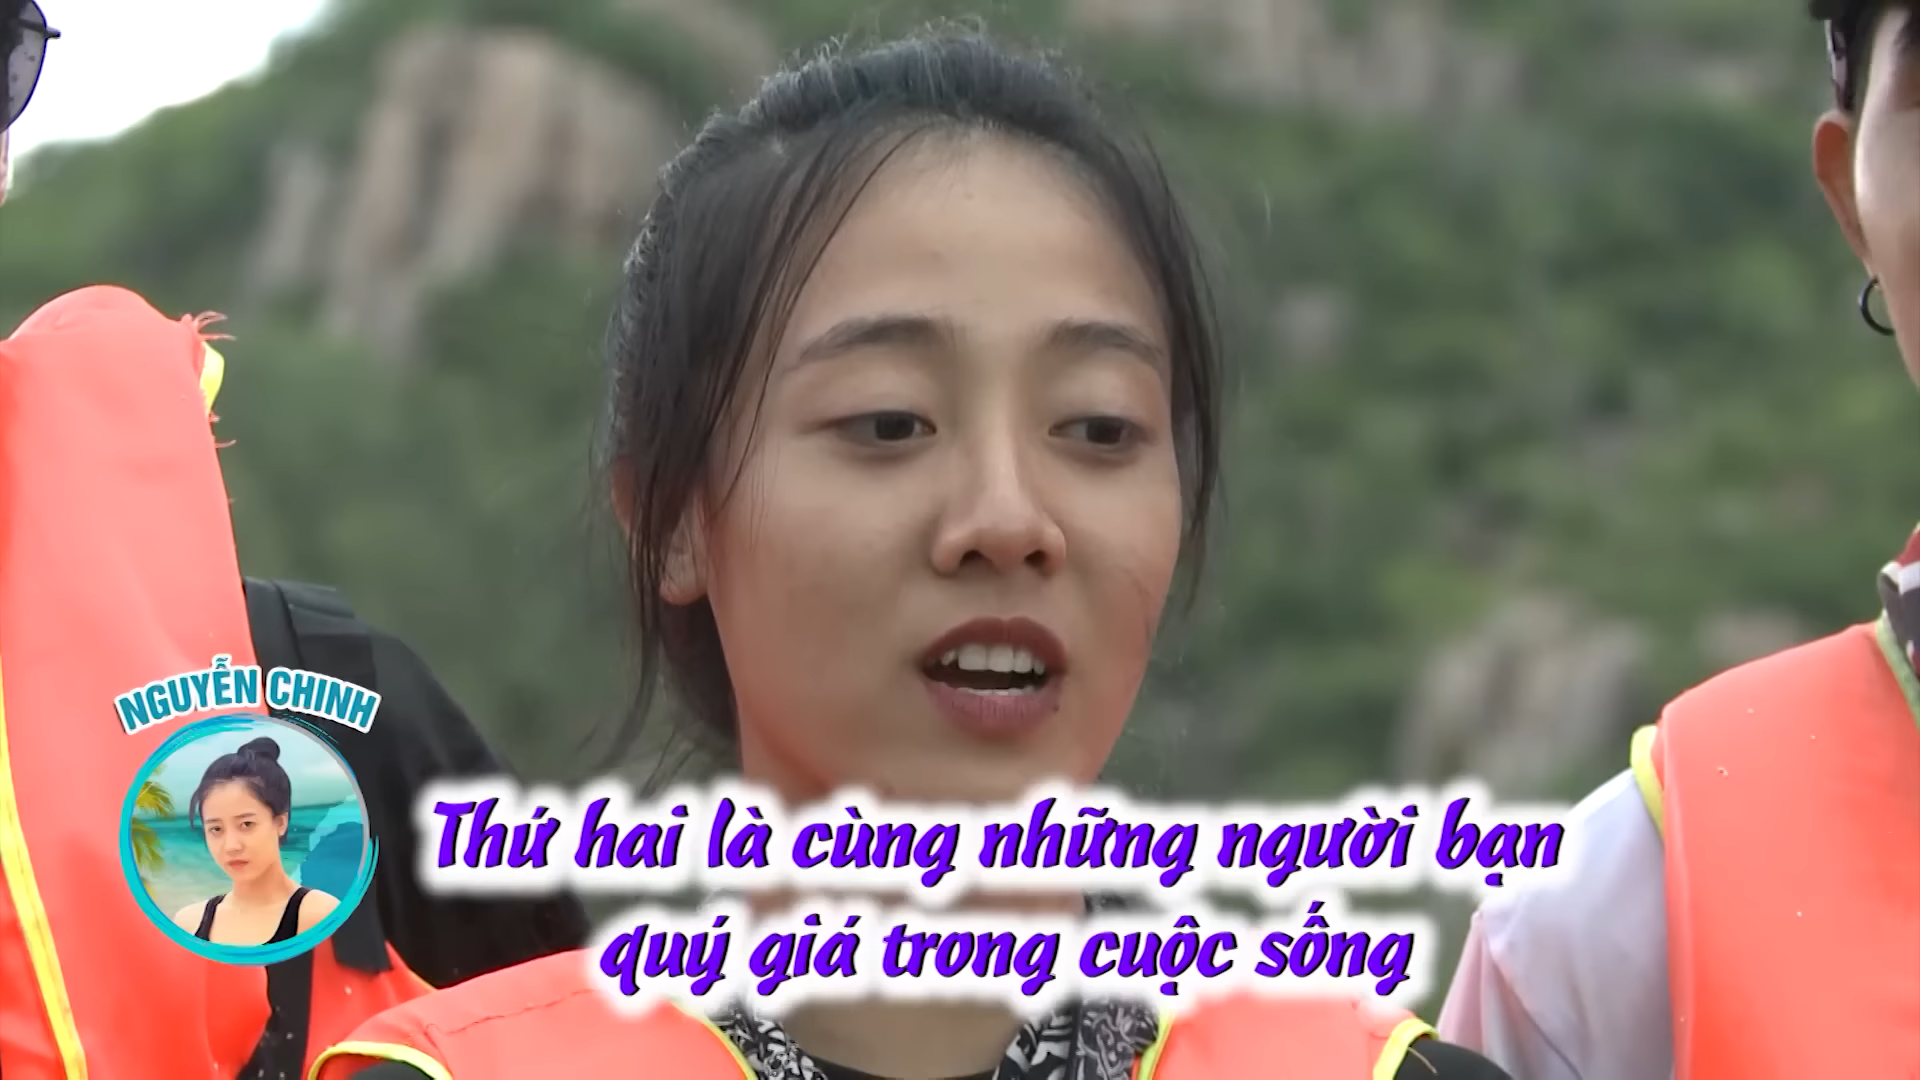 NGUYỄN CHINH
Thứ hai là cùng những người bạn
quý giá trong cuộc sống